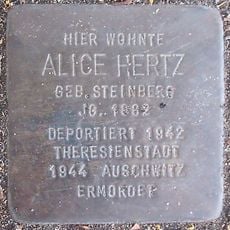 HIER WOHNTE
ALICE HERTZ
GEB. STEINBERG
JG. 1882
DEPORTIERT 1942
THERESIENSTADT
1944 AUSCHWITZ
ERMORDET